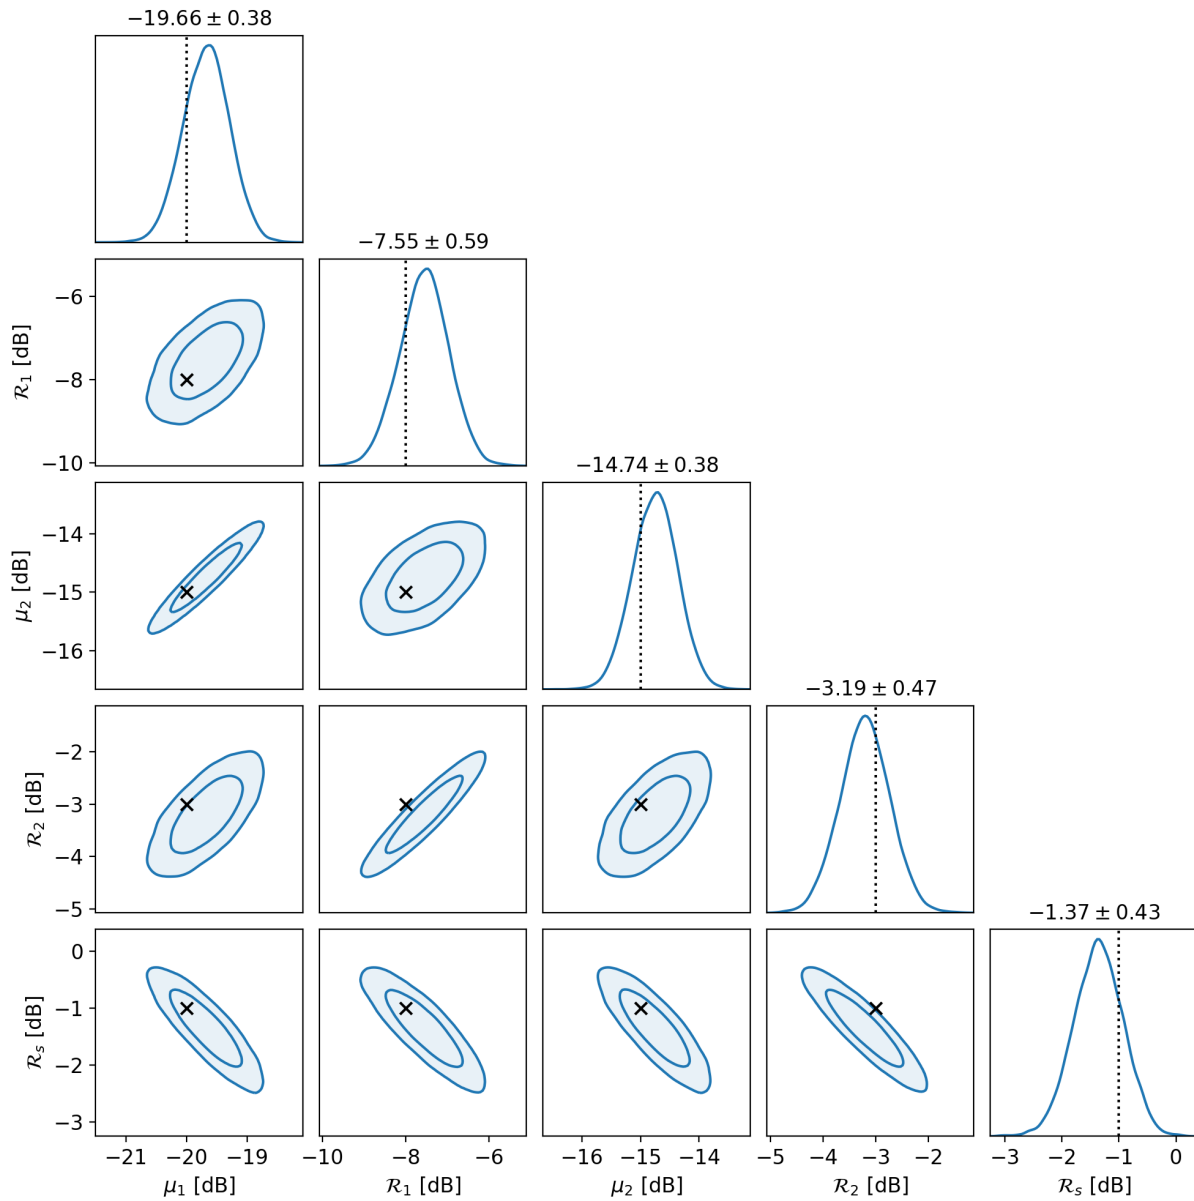 −19.66 ± 0.38
−7.55 ± 0.59
−6
−8
−10
ℛ₁ [dB]
−14.74 ± 0.38
−14
−15
−16
μ₂ [dB]
−3.19 ± 0.47
−2
−3
−4
−5
ℛ₂ [dB]
−1.37 ± 0.43
0
−1
−2
−3
ℛₛ [dB]
−21 −20 −19 −10 −8 −6 −16 −15 −14 −5 −4 −3 −2 −3 −2 −1 0
μ₁ [dB] ℛ₁ [dB] μ₂ [dB] ℛ₂ [dB] ℛₛ [dB]